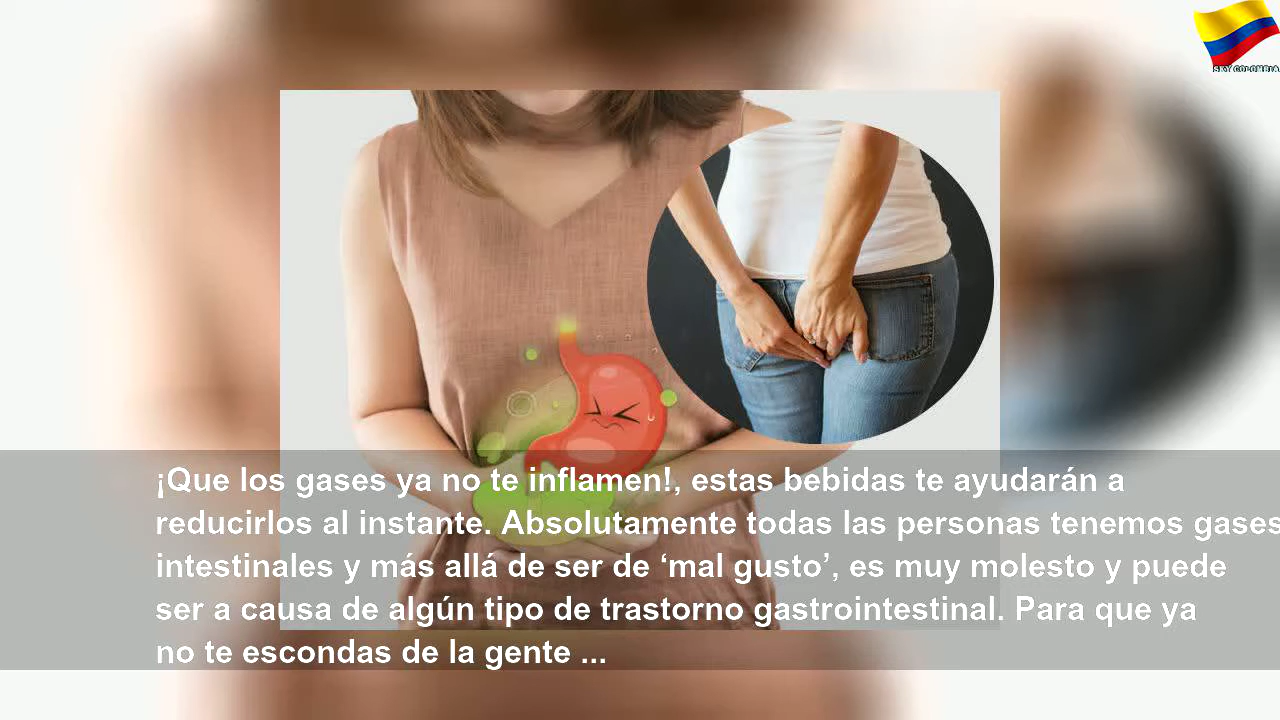 SKY COLOMBIA
¡Que los gases ya no te inflamen!, estas bebidas te ayudarán a
reducirlos al instante. Absolutamente todas las personas tenemos gases
intestinales y más allá de ser de ‘mal gusto’, es muy molesto y puede
ser a causa de algún tipo de trastorno gastrointestinal. Para que ya
no te escondas de la gente ...